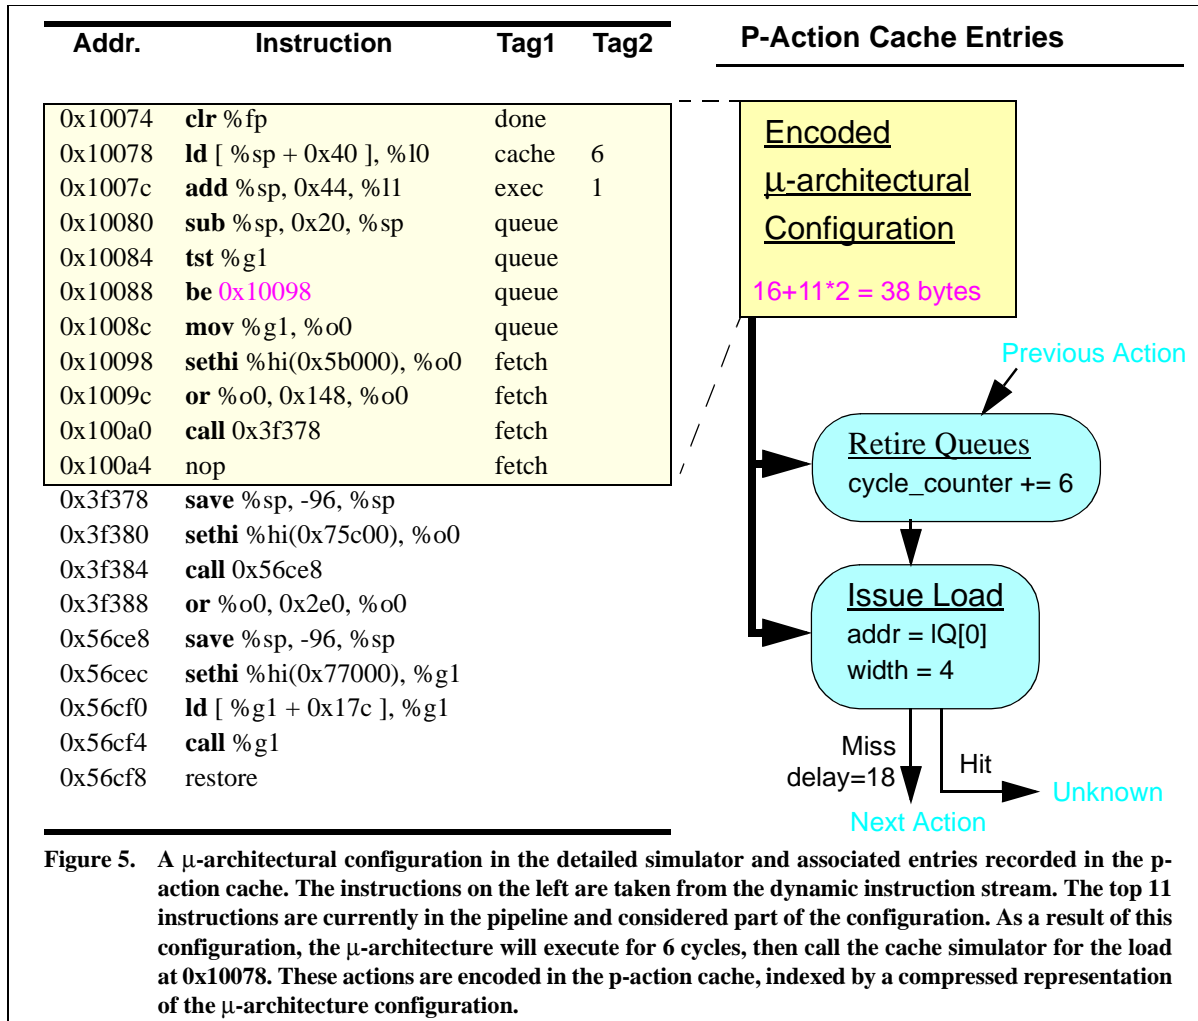 Addr. Instruction Tag1 Tag2
0x10074 clr %fp done
0x10078 ld [ %sp + 0x40 ], %l0 cache 6
0x1007c add %sp, 0x44, %l1 exec 1
0x10080 sub %sp, 0x20, %sp queue
0x10084 tst %g1 queue
0x10088 be 0x10098 queue
0x1008c mov %g1, %o0 queue
0x10098 sethi %hi(0x5b000), %o0 fetch
0x1009c or %o0, 0x148, %o0 fetch
0x100a0 call 0x3f378 fetch
0x100a4 nop fetch
0x3f378 save %sp, -96, %sp
0x3f380 sethi %hi(0x75c00), %o0
0x3f384 call 0x56ce8
0x3f388 or %o0, 0x2e0, %o0
0x56ce8 save %sp, -96, %sp
0x56cec sethi %hi(0x77000), %g1
0x56cf0 ld [ %g1 + 0x17c ], %g1
0x56cf4 call %g1
0x56cf8 restore
P-Action Cache Entries
Encoded
μ-architectural
Configuration
16+11*2 = 38 bytes
Previous Action
Retire Queues
cycle_counter += 6
Issue Load
addr = lQ[0]
width = 4
Miss
delay=18
Hit
Unknown
Next Action
Figure 5. A μ-architectural configuration in the detailed simulator and associated entries recorded in the p-
action cache. The instructions on the left are taken from the dynamic instruction stream. The top 11
instructions are currently in the pipeline and considered part of the configuration. As a result of this
configuration, the μ-architecture will execute for 6 cycles, then call the cache simulator for the load
at 0x10078. These actions are encoded in the p-action cache, indexed by a compressed representation
of the μ-architecture configuration.